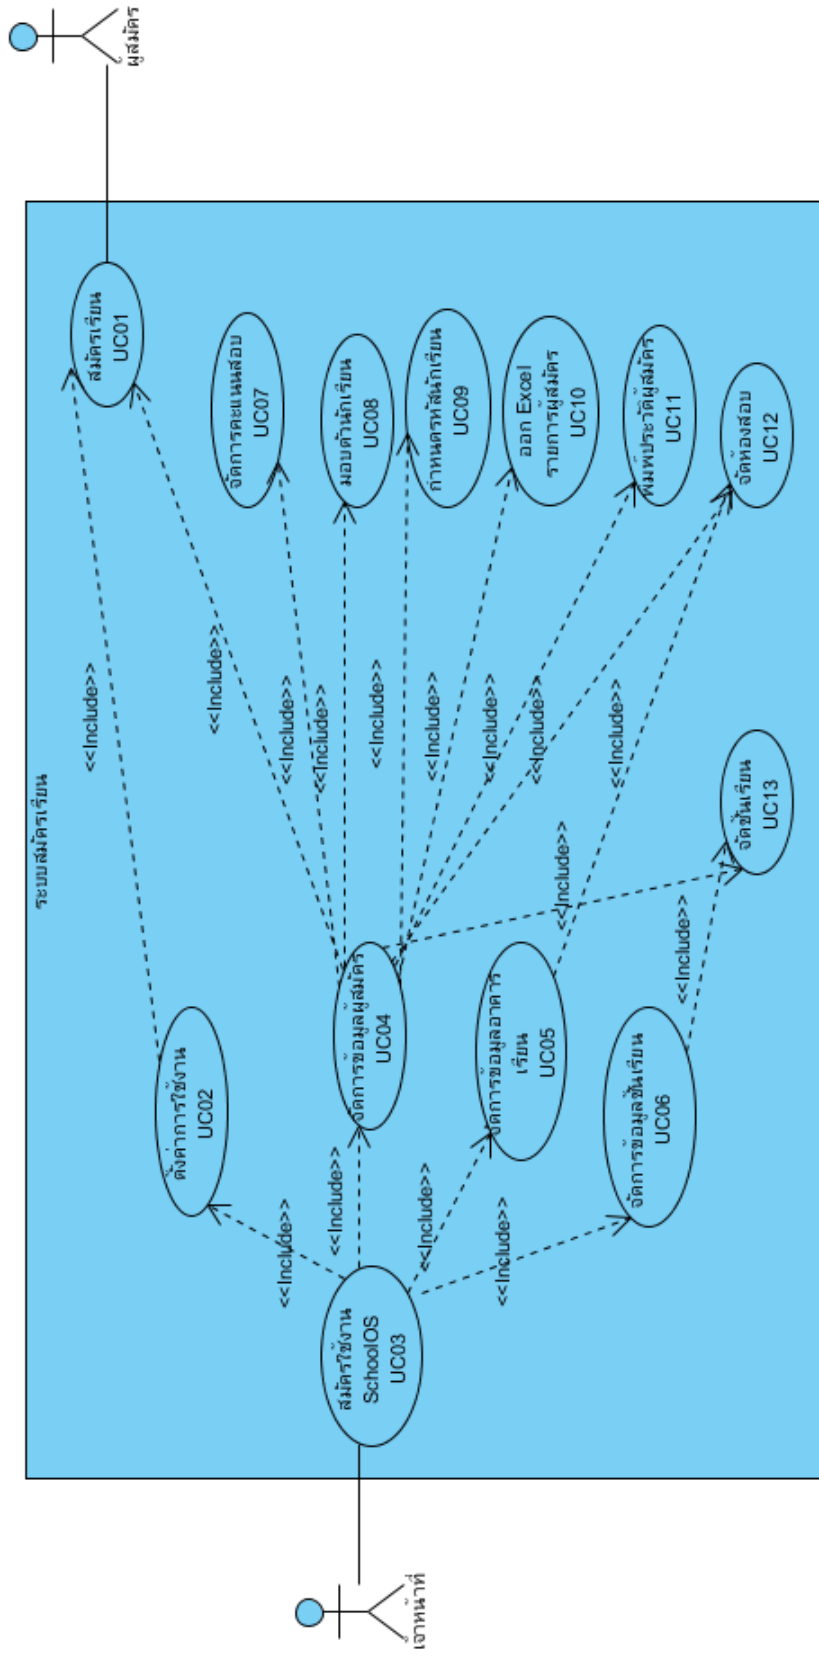 ระบบสมัครเรียน
ผู้สมัคร
สมัครเรียน
UC01
<<Include>>
<<Include>>
จัดการคะแนนสอบ
UC07
<<Include>>
<<Include>>
มอบตัวนักเรียน
UC08
<<Include>>
กำหนดรหัสนักเรียน
UC09
<<Include>>
ออก Excel
รายการผู้สมัคร
UC10
<<Include>>
<<Include>>
พิมพ์ประวัติผู้สมัคร
UC11
<<Include>>
จัดห้องสอบ
UC12
<<Include>>
<<Include>>
จัดชั้นเรียน
UC13
ตั้งค่าการใช้งาน
UC02
จัดการข้อมูลผู้สมัคร
UC04
จัดการข้อมูลอาคาร
เรียน
UC05
จัดการข้อมูลชั้นเรียน
UC06
<<Include>>
<<Include>>
<<Include>>
<<Include>>
สมัครใช้งาน
SchoolOS
UC03
เจ้าหน้าที่